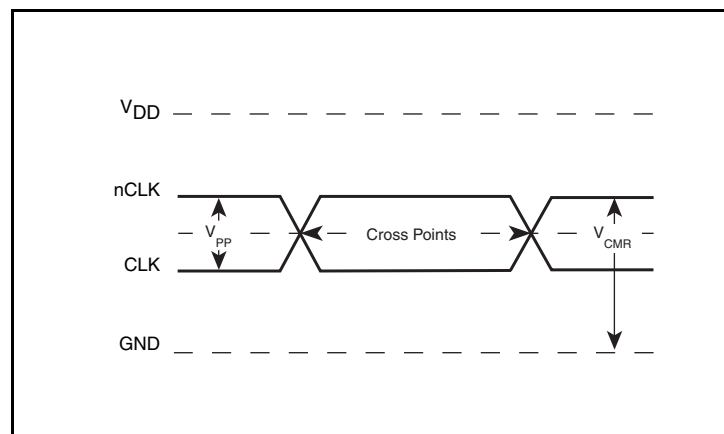 VDD
nCLK
VPP
Cross Points
VCMR
CLK
GND